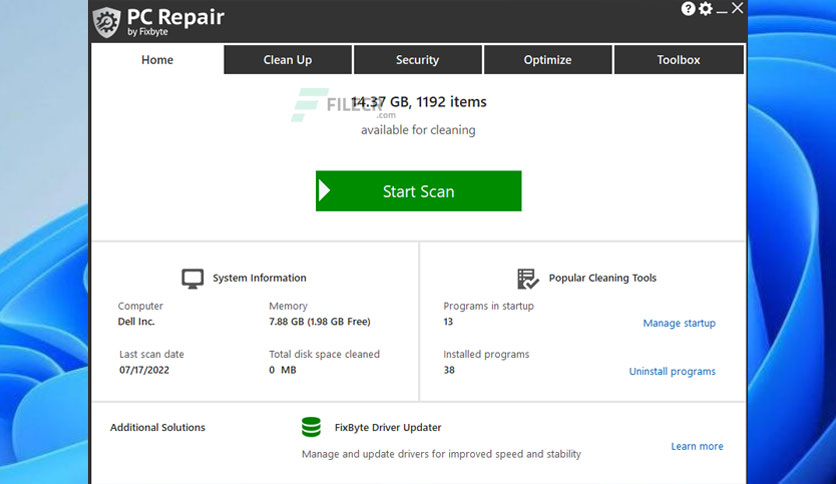 PC Repair
by Fixbyte
Home
Clean Up
Security
Optimize
Toolbox
14.37 GB, 1192 items
FILECR
.com
available for cleaning
Start Scan
System Information
Computer
Memory
Dell Inc.
7.88 GB (1.98 GB Free)
Last scan date
Total disk space cleaned
07/17/2022
0 MB
Popular Cleaning Tools
Programs in startup
13
Manage startup
Installed programs
38
Uninstall programs
Additional Solutions
FixByte Driver Updater
Manage and update drivers for improved speed and stability
Learn more